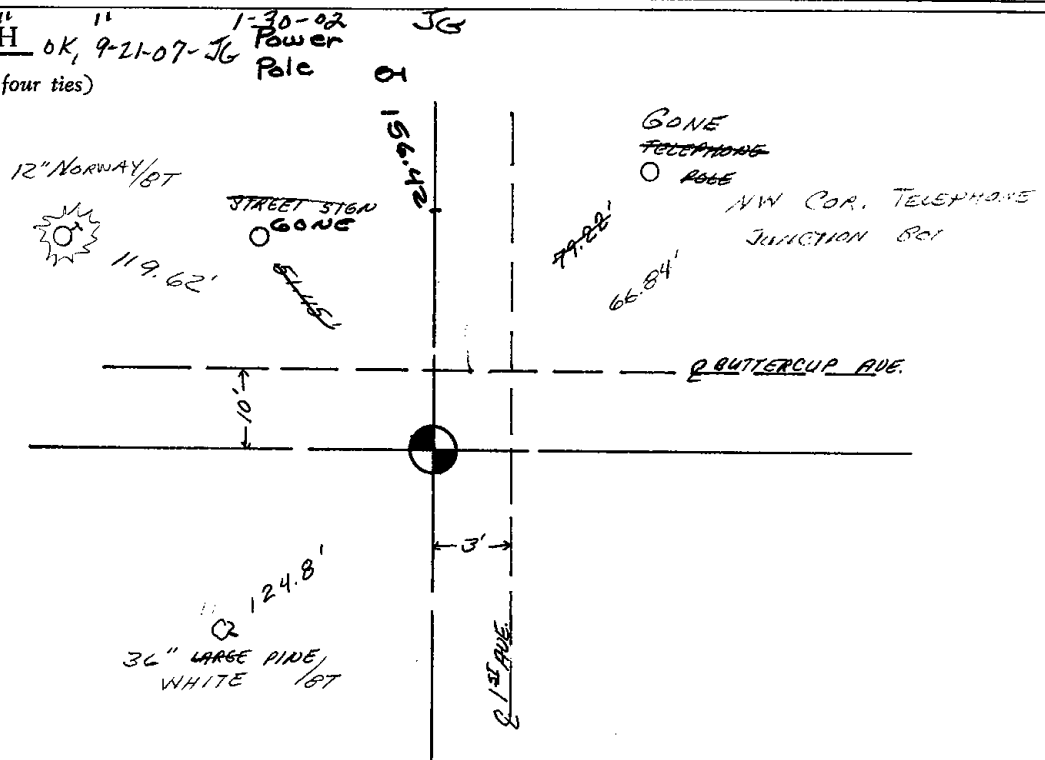 " " 1-30-02 JG
H OK, 9-21-07-JG Power
Pole
four ties)
156.42
GONE
TELEPHONE
POLE
12" NORWAY/BT
STREET SIGN
GONE
NW COR. TELEPHONE
JUNCTION BOX
119.62'
51.45'
79.22'
66.84'
℄ BUTTERCUP AVE.
10'
3'
124.8'
36" LARGE PINE/
WHITE /BT
℄ 1ST AVE.